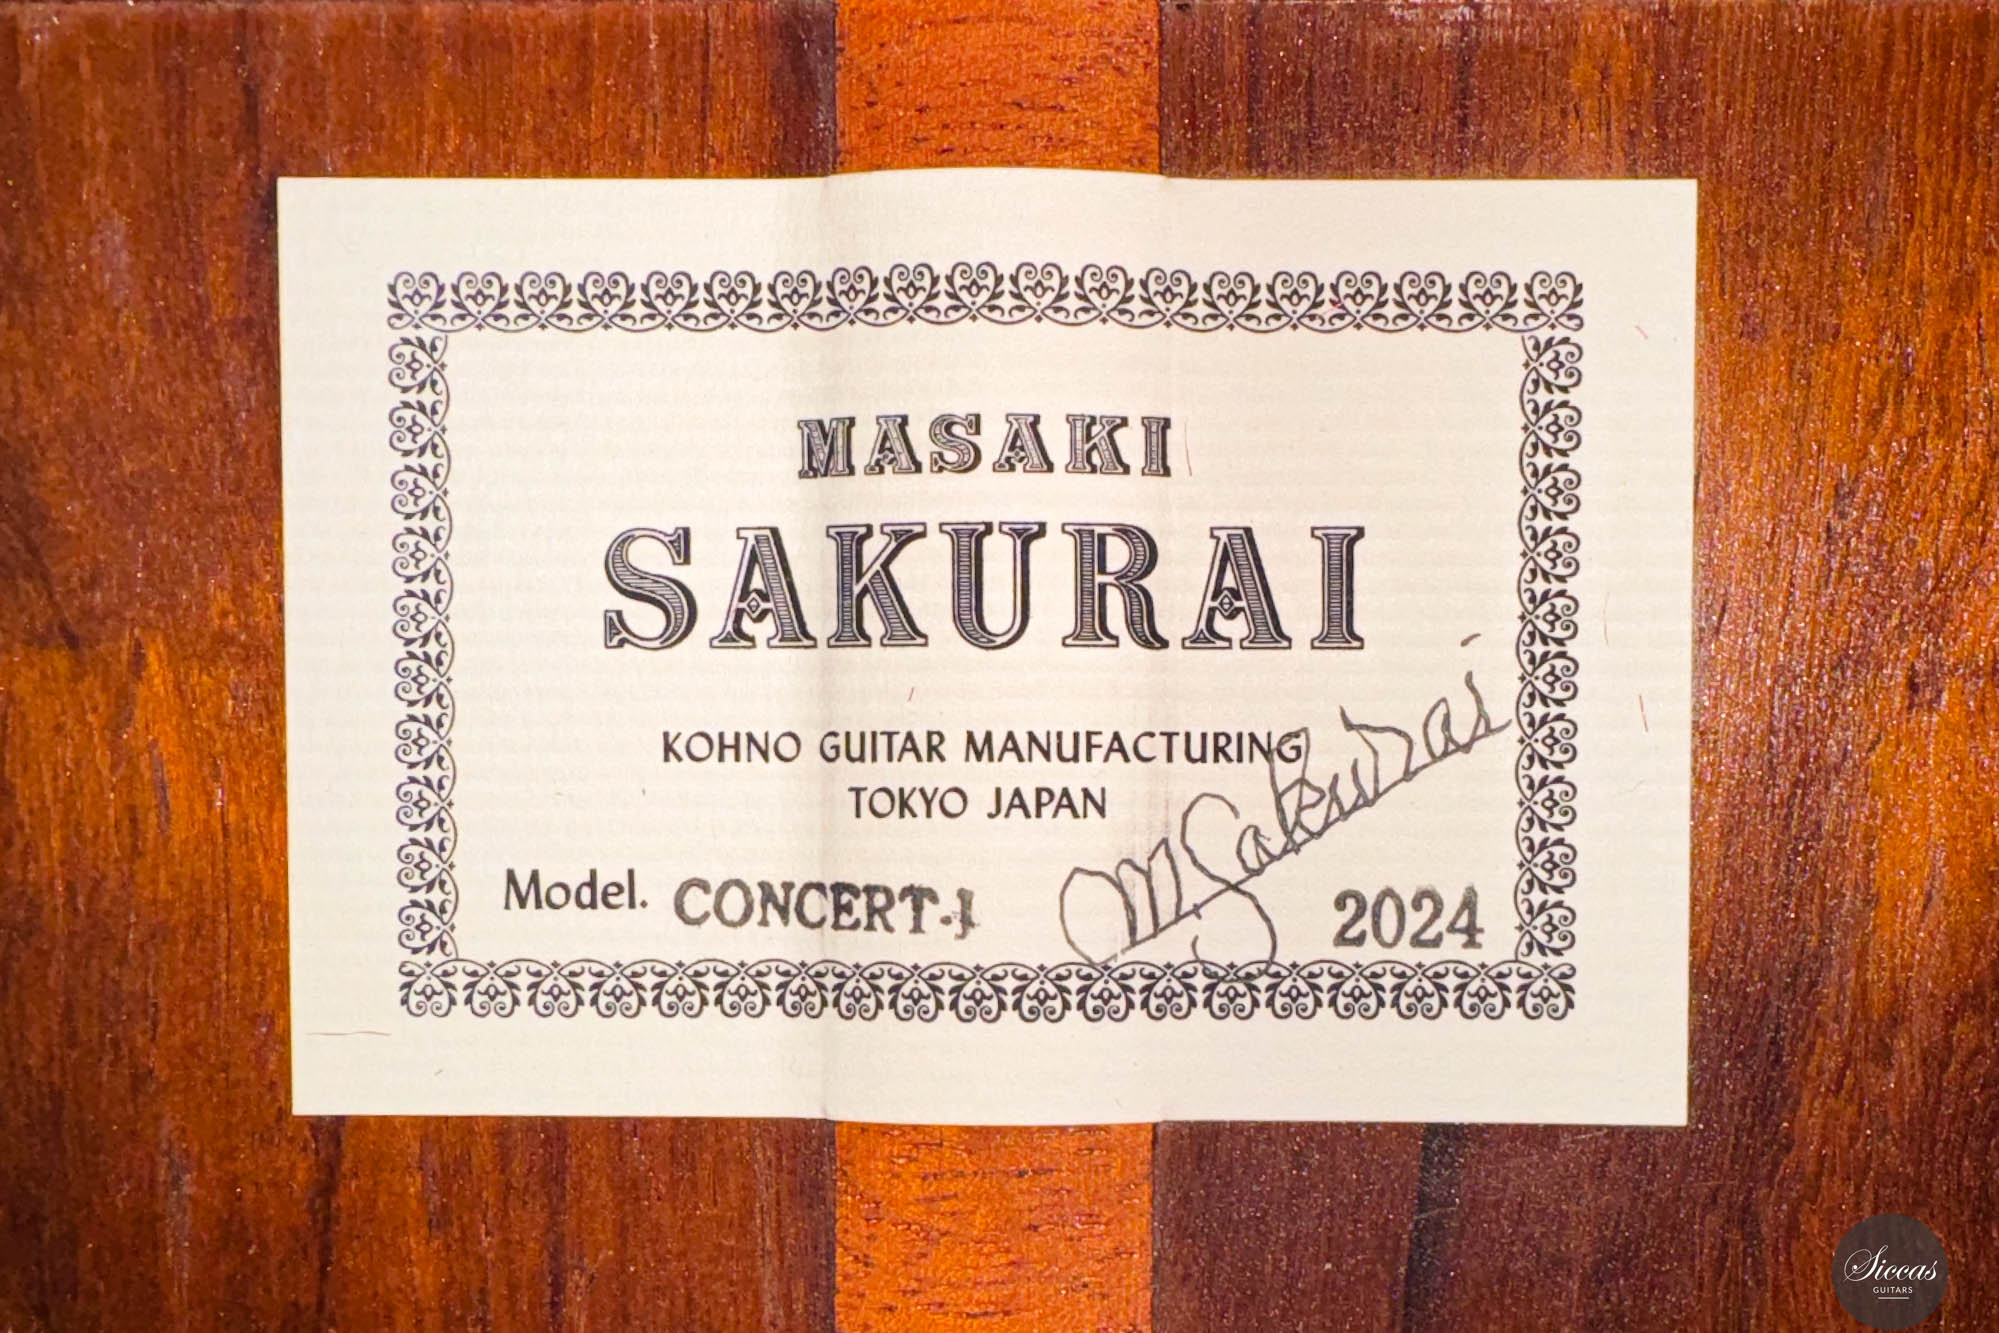 MASAKI
SAKURAI
KOHNO GUITAR MANUFACTURING
TOKYO JAPAN
M Sakurai
Model. CONCERT-J 2024
Siccas
GUITARS